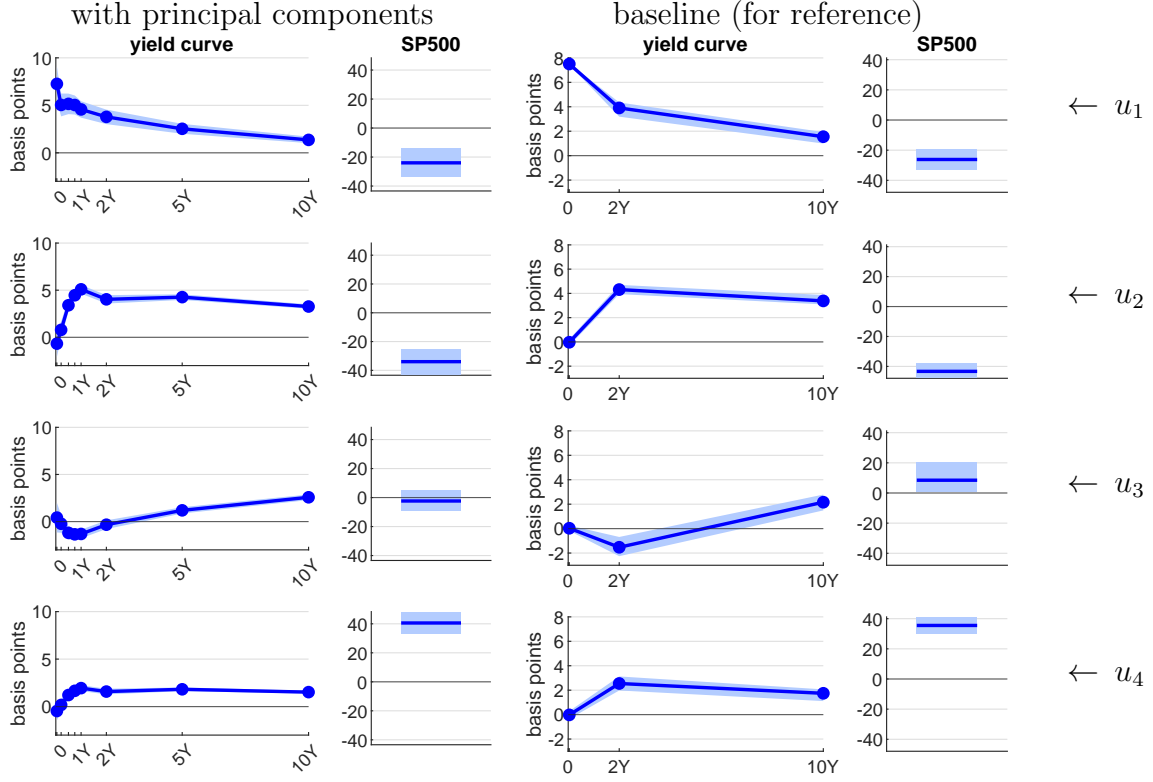 with principal components
baseline (for reference)
yield curve
SP500
yield curve
SP500
basis points
10
5
0
0
1Y
2Y
5Y
10Y
40
20
0
-20
-40
basis points
8
6
4
2
0
-2
0
2Y
10Y
40
20
0
-20
-40
← u1
basis points
10
5
0
0
1Y
2Y
5Y
10Y
40
20
0
-20
-40
basis points
8
6
4
2
0
-2
0
2Y
10Y
40
20
0
-20
-40
← u2
basis points
10
5
0
0
1Y
2Y
5Y
10Y
40
20
0
-20
-40
basis points
8
6
4
2
0
-2
0
2Y
10Y
40
20
0
-20
-40
← u3
basis points
10
5
0
0
1Y
2Y
5Y
10Y
40
20
0
-20
-40
basis points
8
6
4
2
0
-2
0
2Y
10Y
40
20
0
-20
-40
← u4